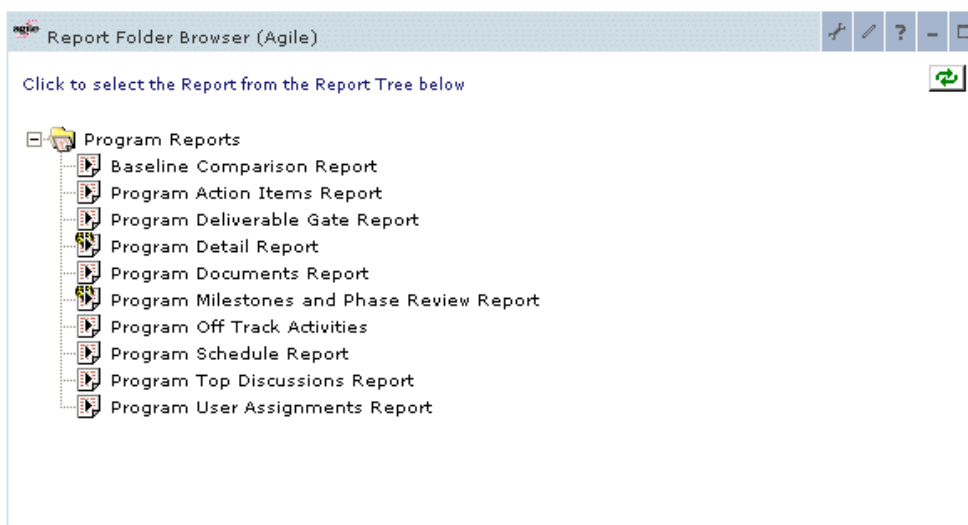 agile Report Folder Browser (Agile) ?
Click to select the Report from the Report Tree below
Program Reports
Baseline Comparison Report
Program Action Items Report
Program Deliverable Gate Report
Program Detail Report
Program Documents Report
Program Milestones and Phase Review Report
Program Off Track Activities
Program Schedule Report
Program Top Discussions Report
Program User Assignments Report